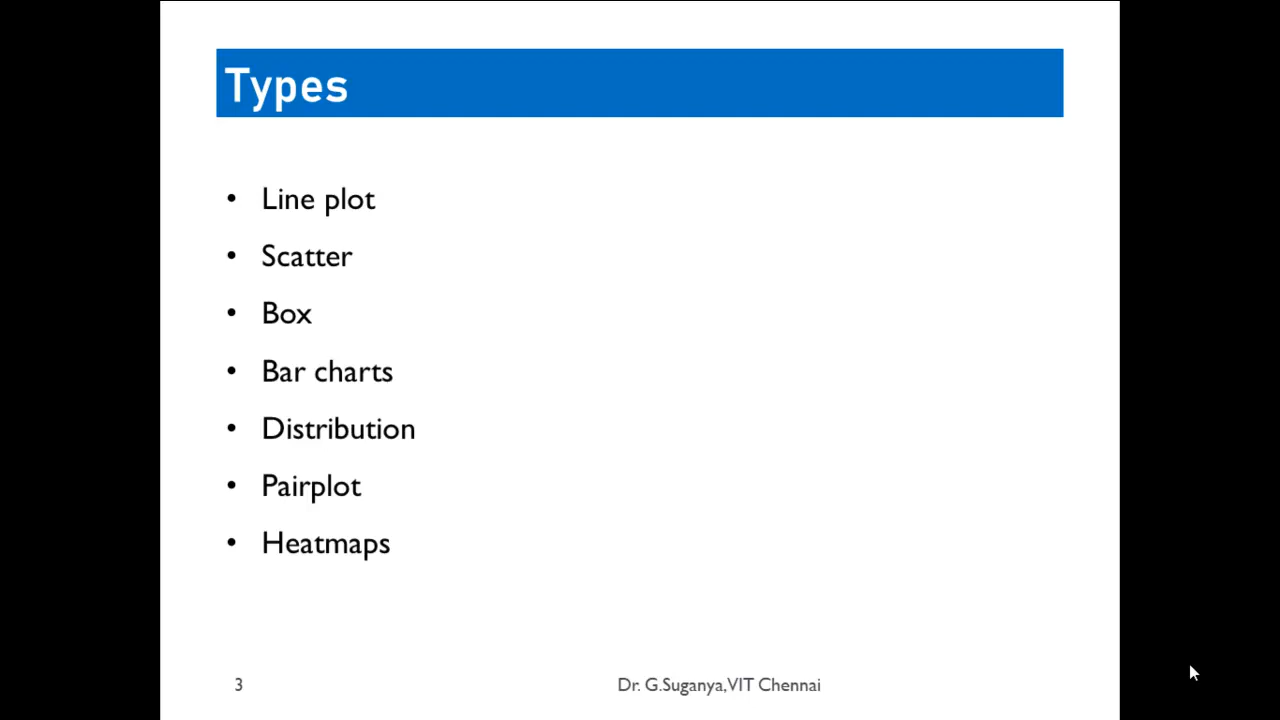 Types
• Line plot
• Scatter
• Box
• Bar charts
• Distribution
• Pairplot
• Heatmaps
3
Dr. G.Suganya,VIT Chennai